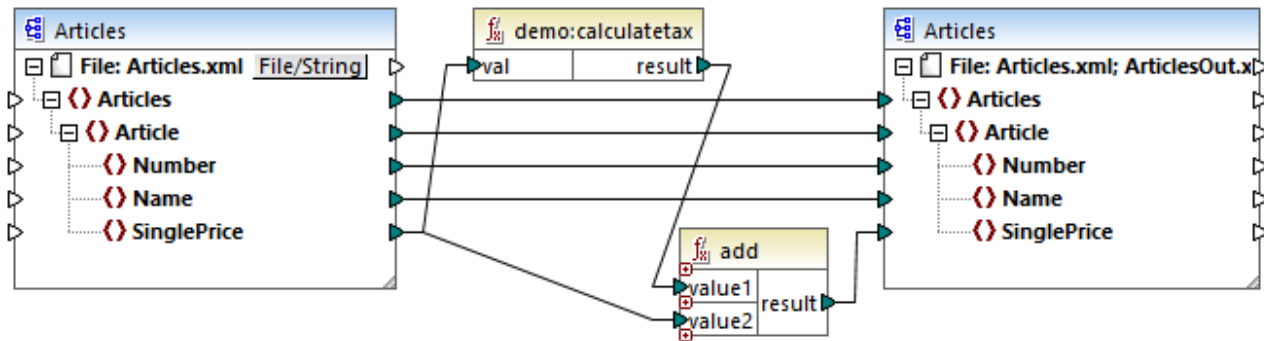 Articles
File: Articles.xml File/String
Articles
Article
Number
Name
SinglePrice
demo:calculatetax
val result
add
value1
result
value2
Articles
File: Articles.xml; ArticlesOut.x
Articles
Article
Number
Name
SinglePrice